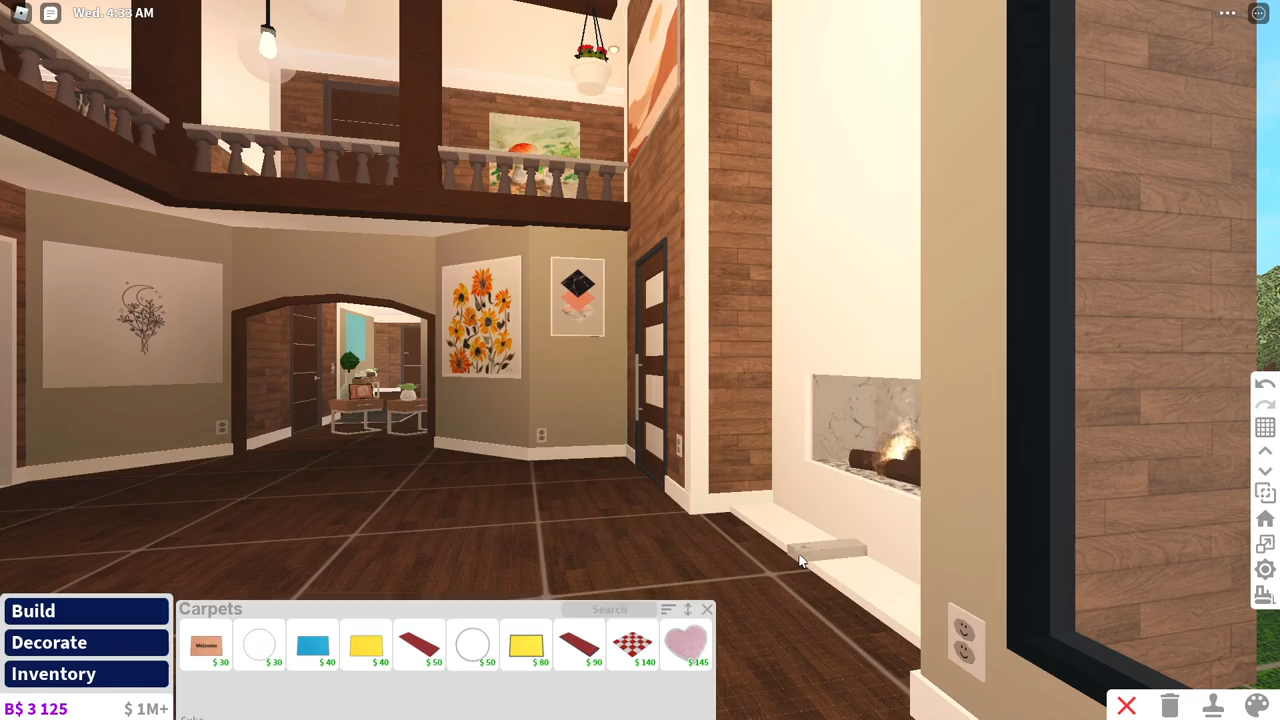 Wed. 4:33 AM
Carpets
Search
Welcome
$ 30
$ 30
$ 40
$ 40
$ 50
$ 50
$ 80
$ 90
$ 140
$ 145
Build
Decorate
Inventory
B$ 3 125
$ 1M+